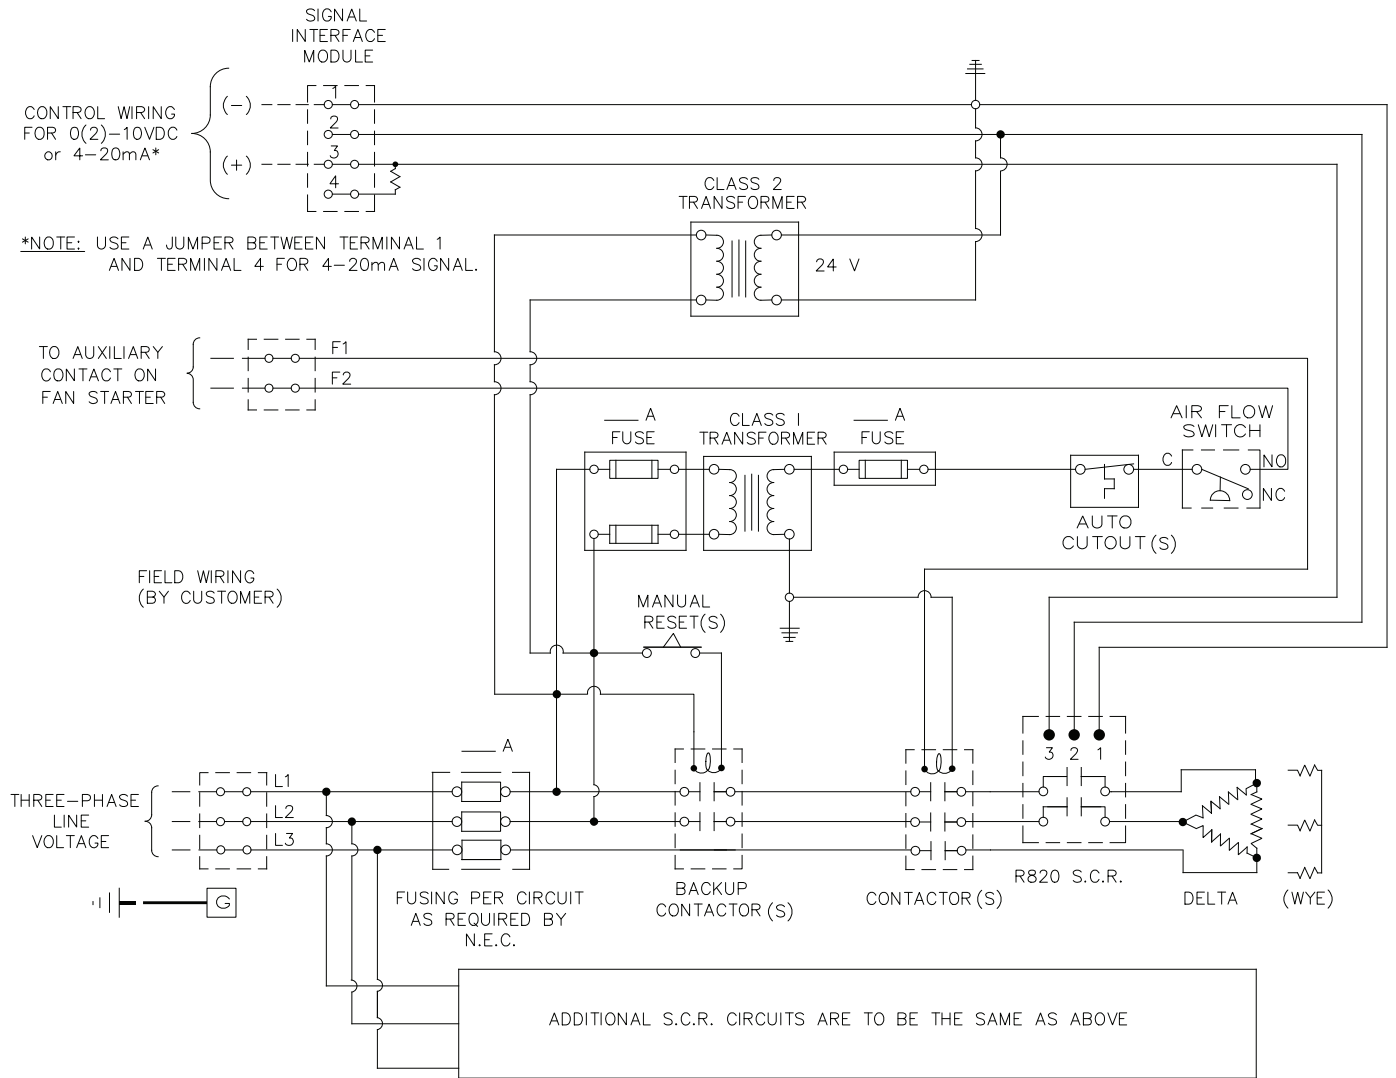 SIGNAL
INTERFACE
MODULE
CONTROL WIRING
FOR 0(2)-10VDC
or 4-20mA*
(-)
(+)
1
2
3
4
*NOTE: USE A JUMPER BETWEEN TERMINAL 1
AND TERMINAL 4 FOR 4-20mA SIGNAL.
CLASS 2
TRANSFORMER
24 V
TO AUXILIARY
CONTACT ON
FAN STARTER
F1
F2
___ A
FUSE
CLASS I
TRANSFORMER
___ A
FUSE
AIR FLOW
SWITCH
C
NO
NC
AUTO
CUTOUT(S)
FIELD WIRING
(BY CUSTOMER)
MANUAL
RESET(S)
3 2 1
THREE-PHASE
LINE
VOLTAGE
L1
L2
L3
___ A
G
FUSING PER CIRCUIT
AS REQUIRED BY
N.E.C.
BACKUP
CONTACTOR(S)
CONTACTOR(S)
R820 S.C.R.
DELTA
(WYE)
ADDITIONAL S.C.R. CIRCUITS ARE TO BE THE SAME AS ABOVE